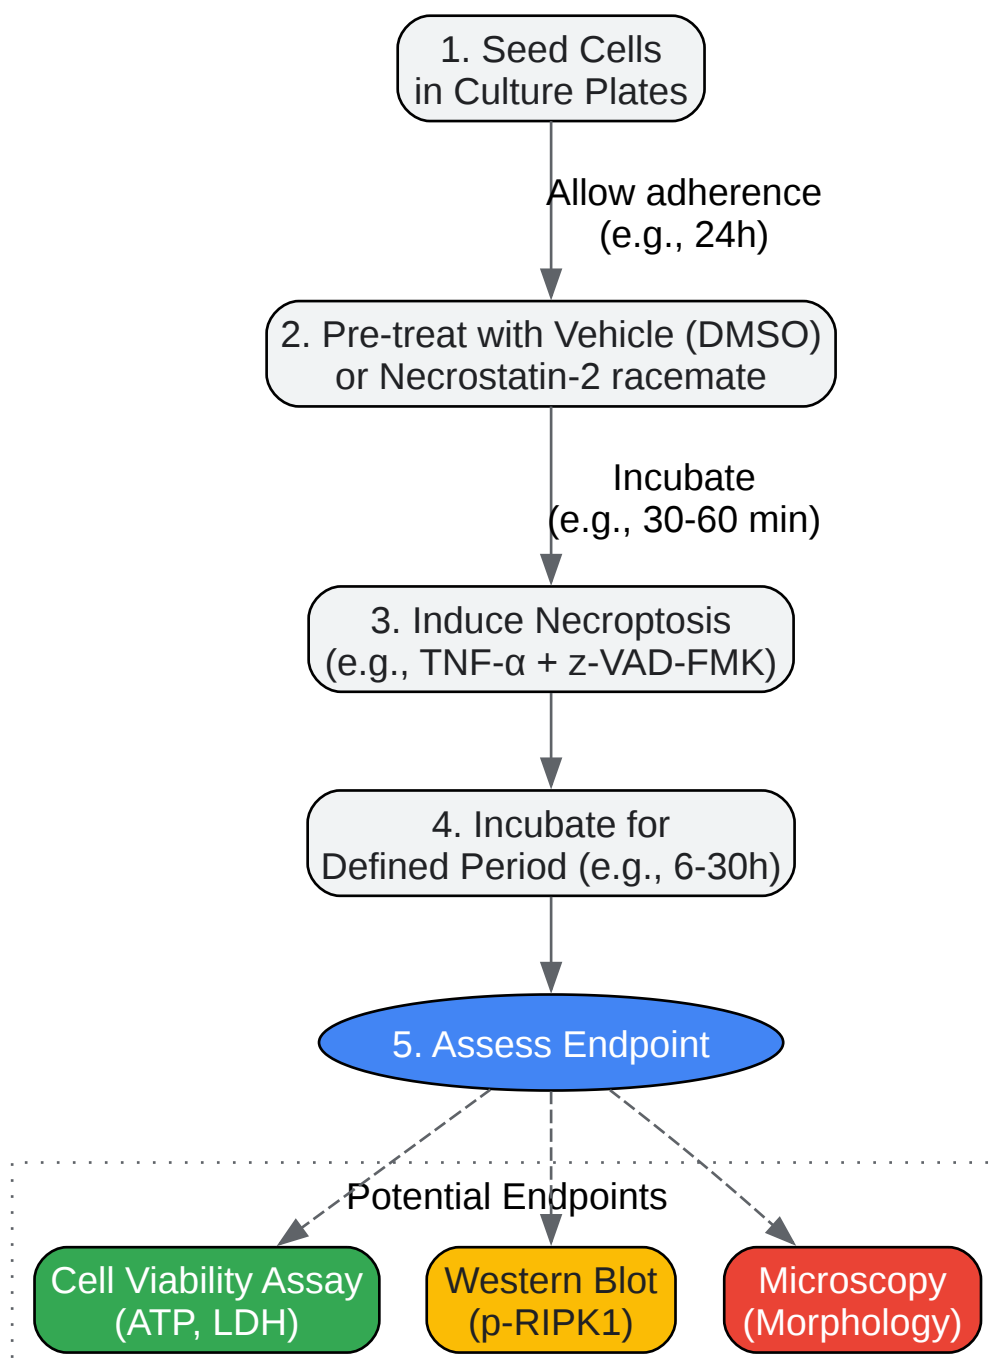 1. Seed Cells
in Culture Plates
Allow adherence
(e.g., 24h)
2. Pre-treat with Vehicle (DMSO)
or Necrostatin-2 racemate
Incubate
(e.g., 30-60 min)
3. Induce Necroptosis
(e.g., TNF-α + z-VAD-FMK)
4. Incubate for
Defined Period (e.g., 6-30h)
5. Assess Endpoint
Potential Endpoints
Cell Viability Assay
(ATP, LDH)
Western Blot
(p-RIPK1)
Microscopy
(Morphology)